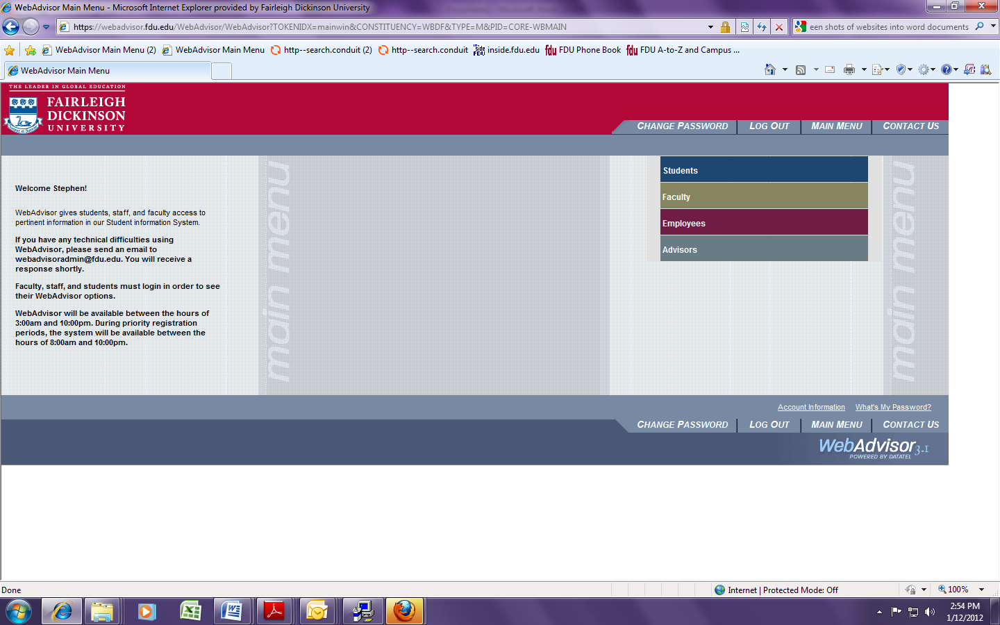 WebAdvisor Main Menu - Microsoft Internet Explorer provided by Fairleigh Dickinson University
https://webadvisor.fdu.edu/WebAdvisor/WebAdvisor?TOKENIDX=mainwin&CONSTITUENCY=WBDF&TYPE=M&PID=CORE-WBMAIN
een shots of websites into word documents
WebAdvisor Main Menu (2) WebAdvisor Main Menu http--search.conduit (2) http--search.conduit inside.fdu.edu fdu FDU Phone Book fdu FDU A-to-Z and Campus ...
WebAdvisor Main Menu
THE LEADER IN GLOBAL EDUCATION
FAIRLEIGH
DICKINSON
UNIVERSITY
CHANGE PASSWORD LOG OUT MAIN MENU CONTACT US
Welcome Stephen!
WebAdvisor gives students, staff, and faculty access to
pertinent information in our Student information System.
If you have any technical difficulties using
WebAdvisor, please send an email to
webadvisoradmin@fdu.edu. You will receive a
response shortly.
Faculty, staff, and students must login in order to see
their WebAdvisor options.
WebAdvisor will be available between the hours of
3:00am and 10:00pm. During priority registration
periods, the system will be available between the
hours of 8:00am and 10:00pm.
main menu
Students
Faculty
Employees
Advisors
main menu
Account Information What's My Password?
CHANGE PASSWORD LOG OUT MAIN MENU CONTACT US
WebAdvisor 3.1
POWERED BY DATATEL
Done
Internet | Protected Mode: Off
100%
2:54 PM
1/12/2012